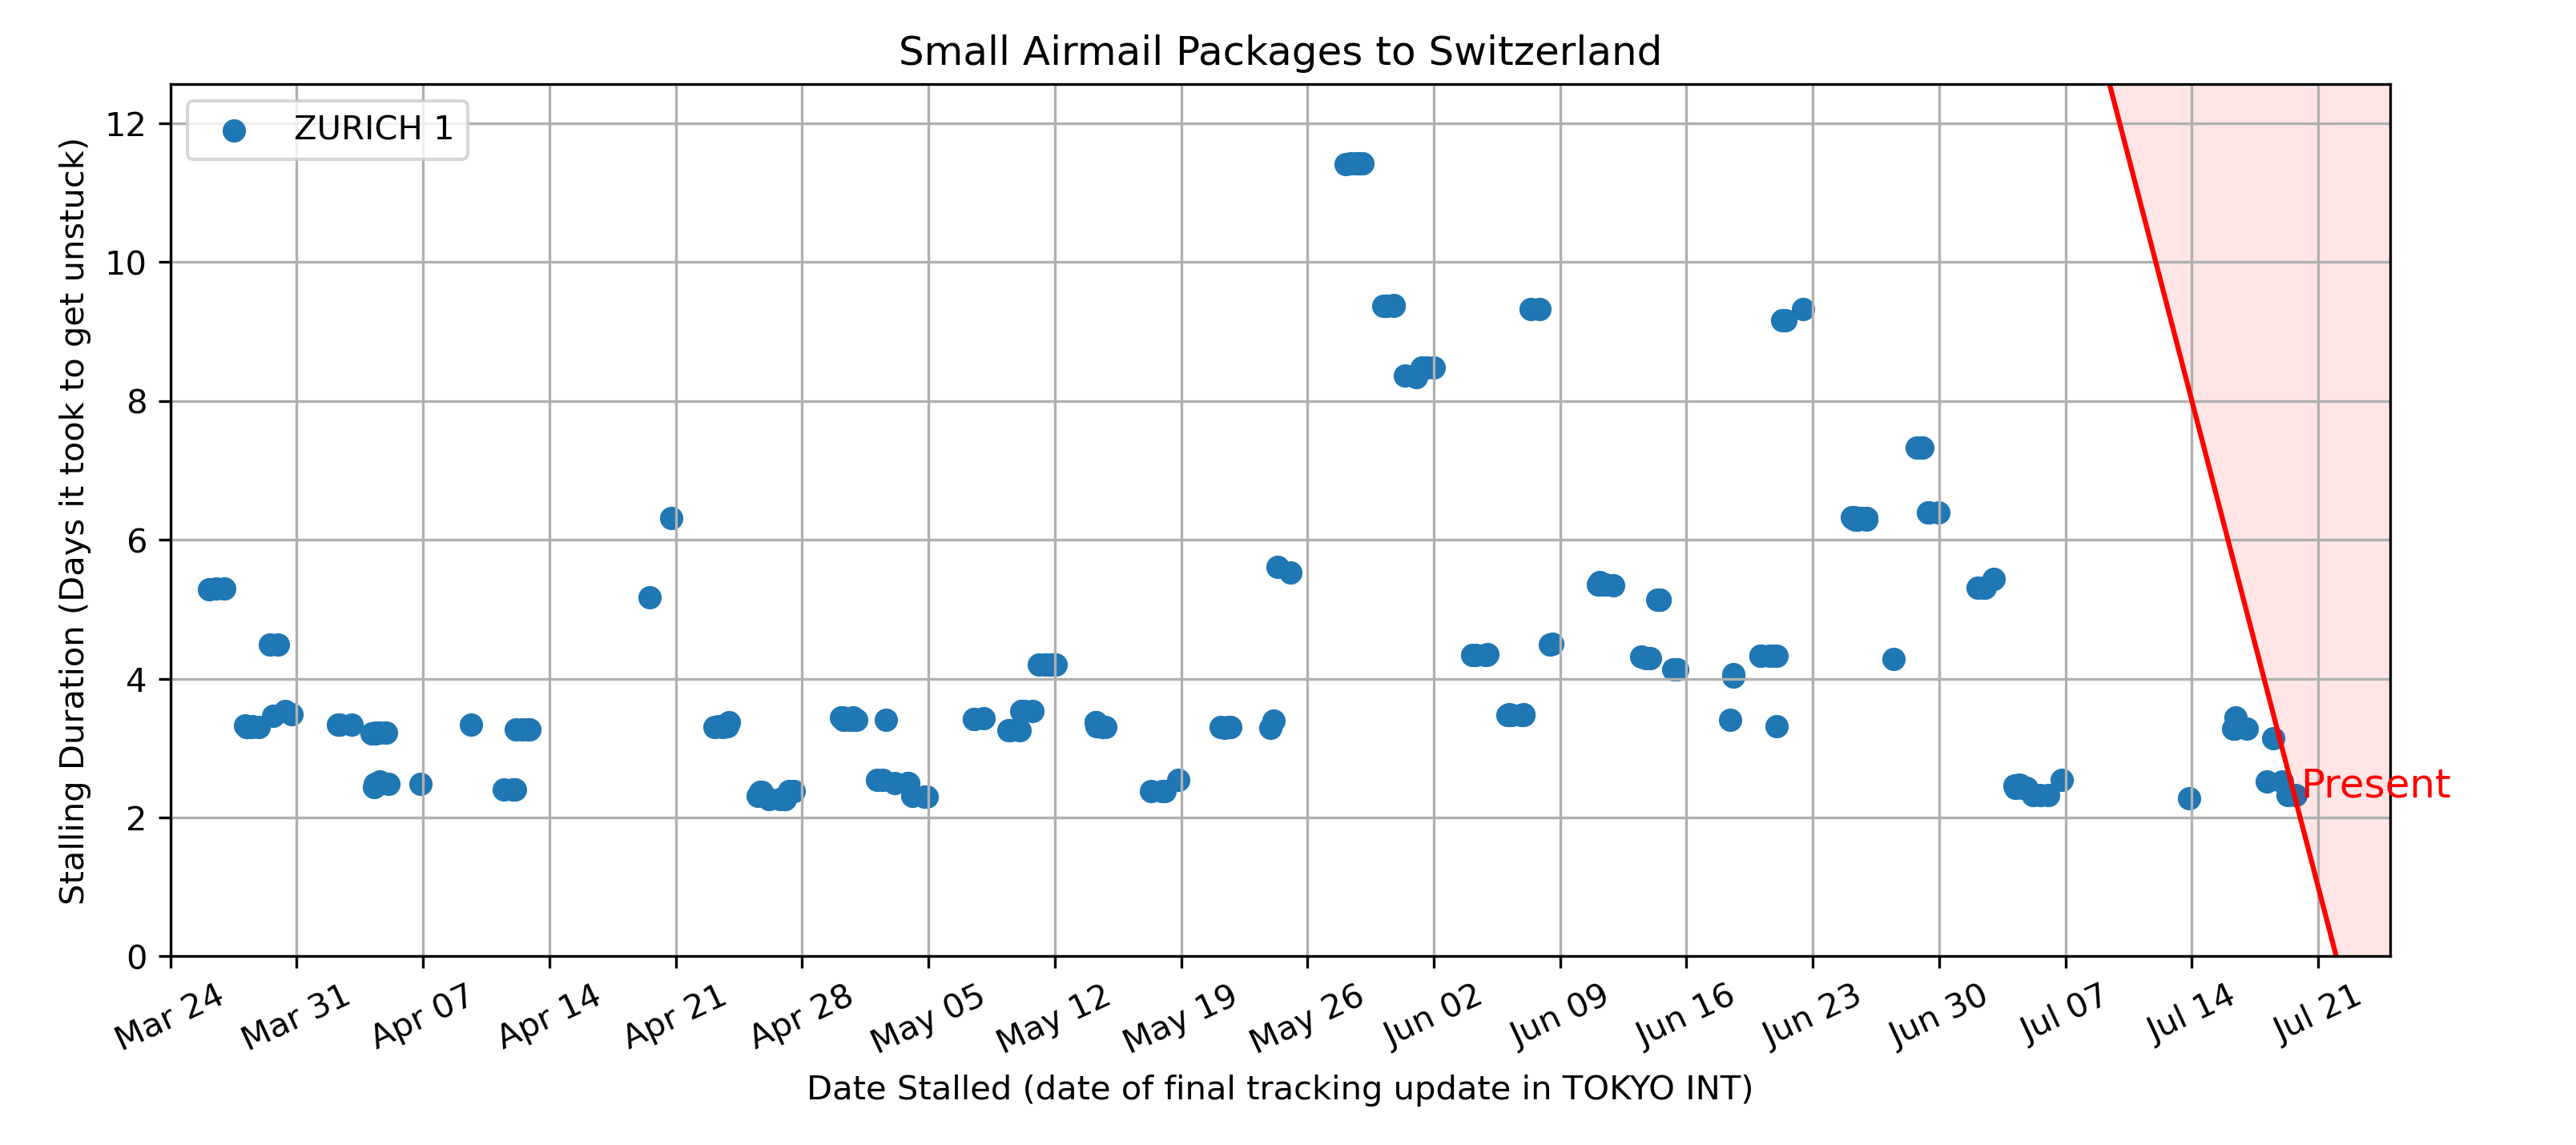 Small Airmail Packages to Switzerland
ZURICH 1
Stalling Duration (Days it took to get unstuck)
12
10
8
6
4
2
0
Present
Mar 24
Mar 31
Apr 07
Apr 14
Apr 21
Apr 28
May 05
May 12
May 19
May 26
Jun 02
Jun 09
Jun 16
Jun 23
Jun 30
Jul 07
Jul 14
Jul 21
Date Stalled (date of final tracking update in TOKYO INT)